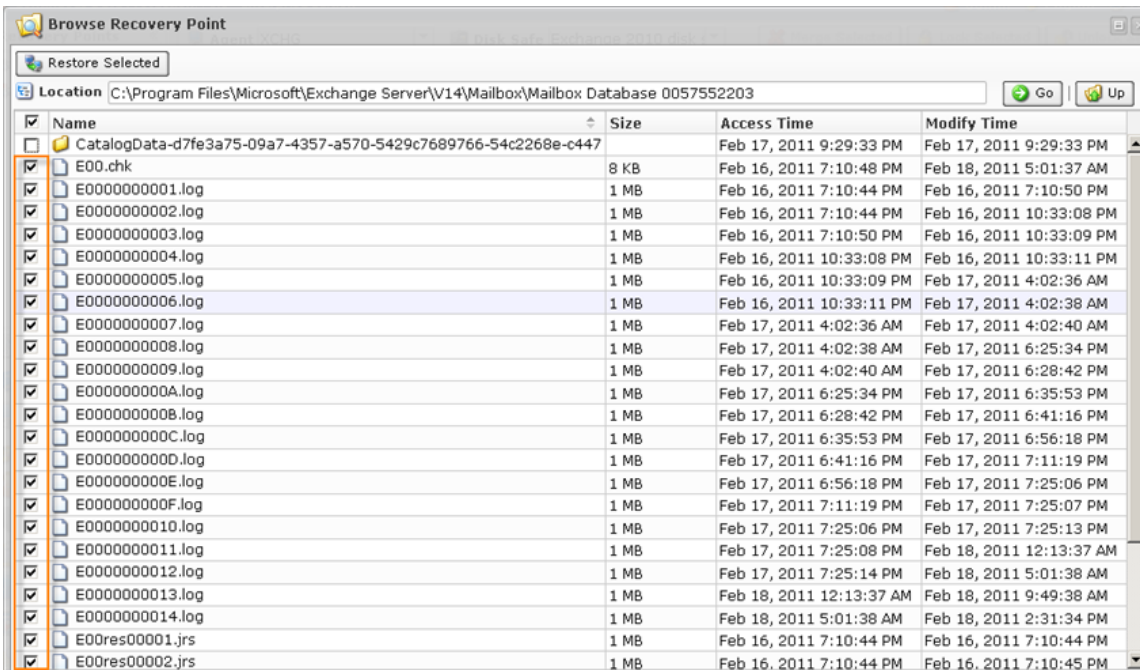 Browse Recovery Point
Restore Selected
Location C:\Program Files\Microsoft\Exchange Server\V14\Mailbox\Mailbox Database 0057552203 Go Up
Name Size Access Time Modify Time
CatalogData-d7fe3a75-09a7-4357-a570-5429c7689766-54c2268e-c447 Feb 17, 2011 9:29:33 PM Feb 17, 2011 9:29:33 PM
E00.chk 8 KB Feb 16, 2011 7:10:48 PM Feb 18, 2011 5:01:37 AM
E0000000001.log 1 MB Feb 16, 2011 7:10:44 PM Feb 16, 2011 7:10:50 PM
E0000000002.log 1 MB Feb 16, 2011 7:10:44 PM Feb 16, 2011 10:33:08 PM
E0000000003.log 1 MB Feb 16, 2011 7:10:50 PM Feb 16, 2011 10:33:09 PM
E0000000004.log 1 MB Feb 16, 2011 10:33:08 PM Feb 16, 2011 10:33:11 PM
E0000000005.log 1 MB Feb 16, 2011 10:33:09 PM Feb 17, 2011 4:02:36 AM
E0000000006.log 1 MB Feb 16, 2011 10:33:11 PM Feb 17, 2011 4:02:38 AM
E0000000007.log 1 MB Feb 17, 2011 4:02:36 AM Feb 17, 2011 4:02:40 AM
E0000000008.log 1 MB Feb 17, 2011 4:02:38 AM Feb 17, 2011 6:25:34 PM
E0000000009.log 1 MB Feb 17, 2011 4:02:40 AM Feb 17, 2011 6:28:42 PM
E000000000A.log 1 MB Feb 17, 2011 6:25:34 PM Feb 17, 2011 6:35:53 PM
E000000000B.log 1 MB Feb 17, 2011 6:28:42 PM Feb 17, 2011 6:41:16 PM
E000000000C.log 1 MB Feb 17, 2011 6:35:53 PM Feb 17, 2011 6:56:18 PM
E000000000D.log 1 MB Feb 17, 2011 6:41:16 PM Feb 17, 2011 7:11:19 PM
E000000000E.log 1 MB Feb 17, 2011 6:56:18 PM Feb 17, 2011 7:25:06 PM
E000000000F.log 1 MB Feb 17, 2011 7:11:19 PM Feb 17, 2011 7:25:07 PM
E0000000010.log 1 MB Feb 17, 2011 7:25:06 PM Feb 17, 2011 7:25:13 PM
E0000000011.log 1 MB Feb 17, 2011 7:25:08 PM Feb 18, 2011 12:13:37 AM
E0000000012.log 1 MB Feb 17, 2011 7:25:14 PM Feb 18, 2011 5:01:38 AM
E0000000013.log 1 MB Feb 18, 2011 12:13:37 AM Feb 18, 2011 9:49:38 AM
E0000000014.log 1 MB Feb 18, 2011 5:01:38 AM Feb 18, 2011 2:31:34 PM
E00res00001.jrs 1 MB Feb 16, 2011 7:10:44 PM Feb 16, 2011 7:10:44 PM
E00res00002.jrs 1 MB Feb 16, 2011 7:10:44 PM Feb 16, 2011 7:10:45 PM